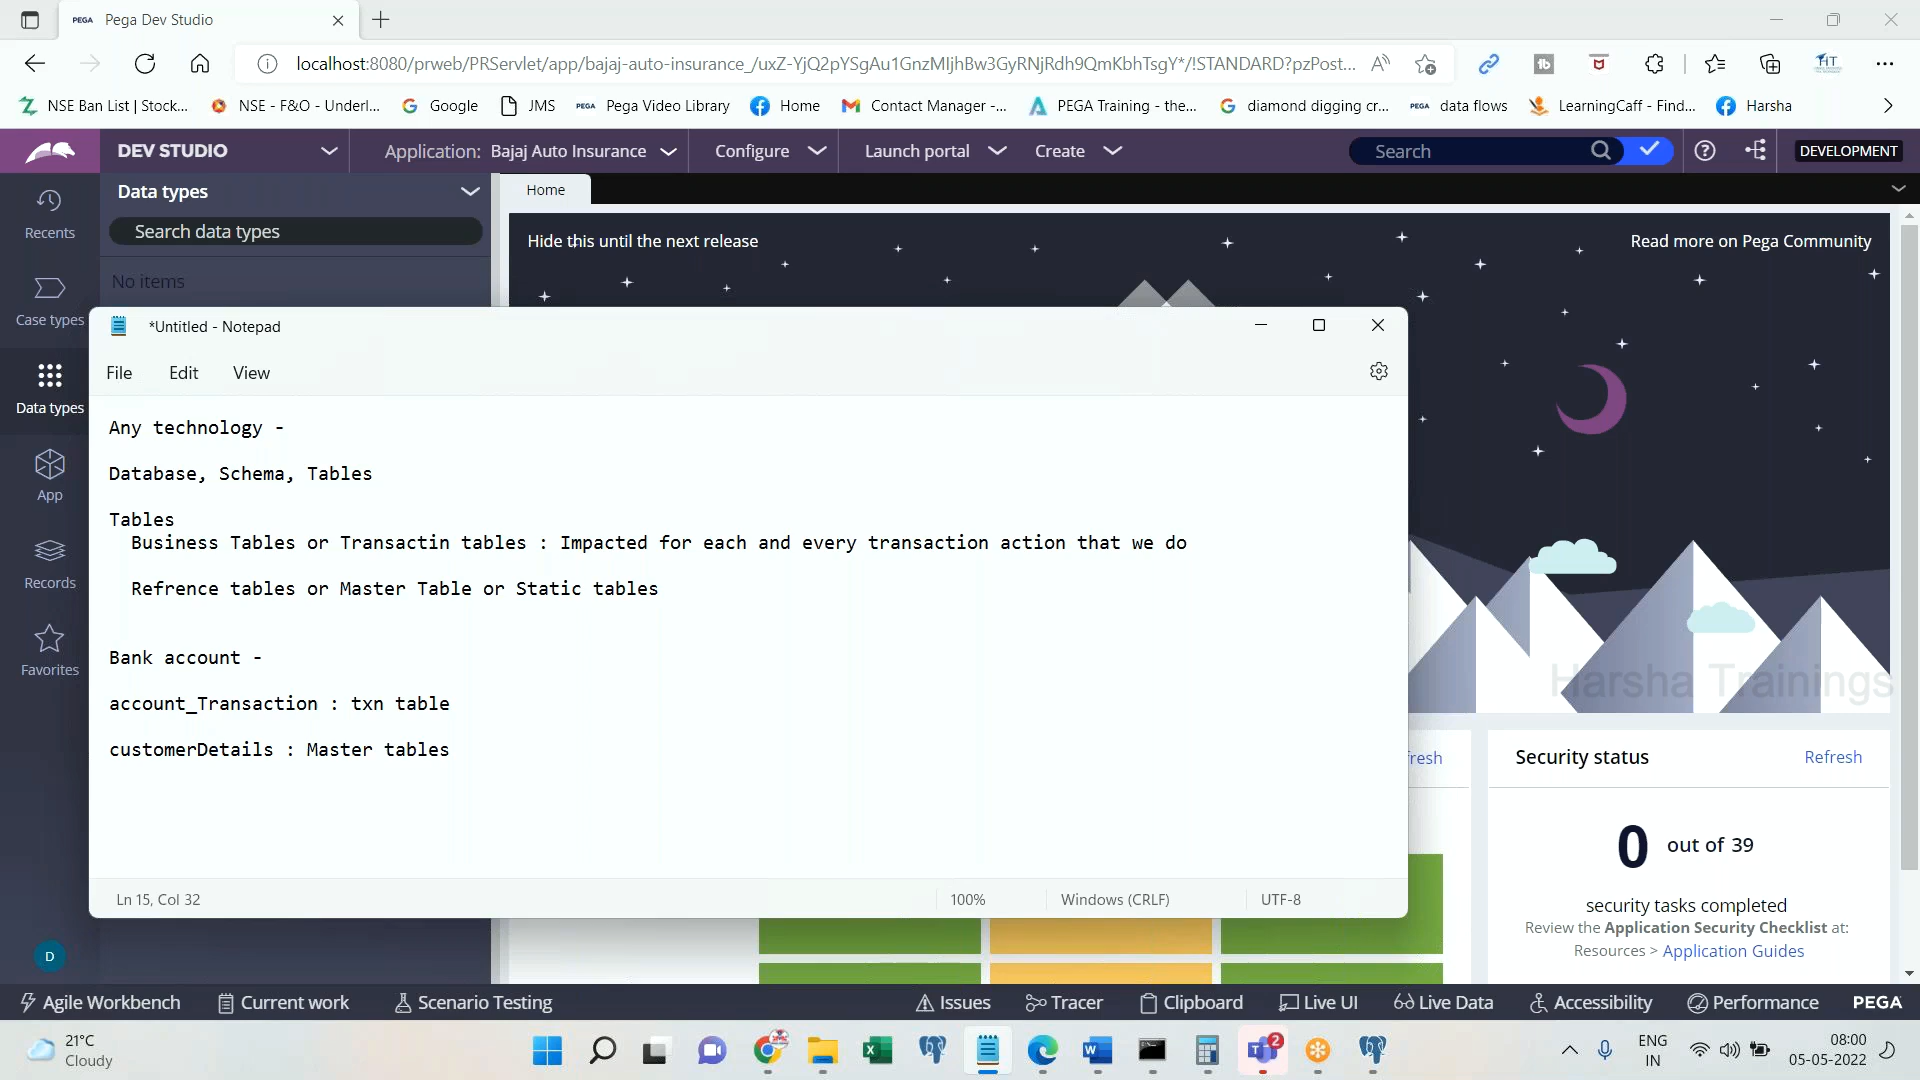 PEGA Pega Dev Studio
localhost:8080/prweb/PRServlet/app/bajaj-auto-insurance_/uxZ-YjQ2pYSgAu1GnzMIjhBw3GyRNjRdh9QmKbhTsgY*/!STANDARD?pzPost...
NSE Ban List | Stock... NSE - F&O - Underl... Google JMS PEGA Pega Video Library Home Contact Manager -... PEGA Training - the... diamond digging cr... PEGA data flows LearningCaff - Find... Harsha
DEV STUDIO Application: Bajaj Auto Insurance Configure Launch portal Create Search DEVELOPMENT
Recents
Case types
Data types
App
Records
Favorites
D
Data types
Search data types
No items
Home
Hide this until the next release Read more on Pega Community
*Untitled - Notepad
File Edit View
Any technology -
Database, Schema, Tables
Tables
Business Tables or Transactin tables : Impacted for each and every transaction action that we do
Refrence tables or Master Table or Static tables
Bank account -
account_Transaction : txn table
customerDetails : Master tables
Ln 15, Col 32 100% Windows (CRLF) UTF-8
Harsha Trainings
fresh
Security status Refresh
0 out of 39
security tasks completed
Review the Application Security Checklist at:
Resources > Application Guides
Agile Workbench Current work Scenario Testing Issues Tracer Clipboard Live UI Live Data Accessibility Performance PEGA
21°C
Cloudy
2
ENG
IN
08:00
05-05-2022